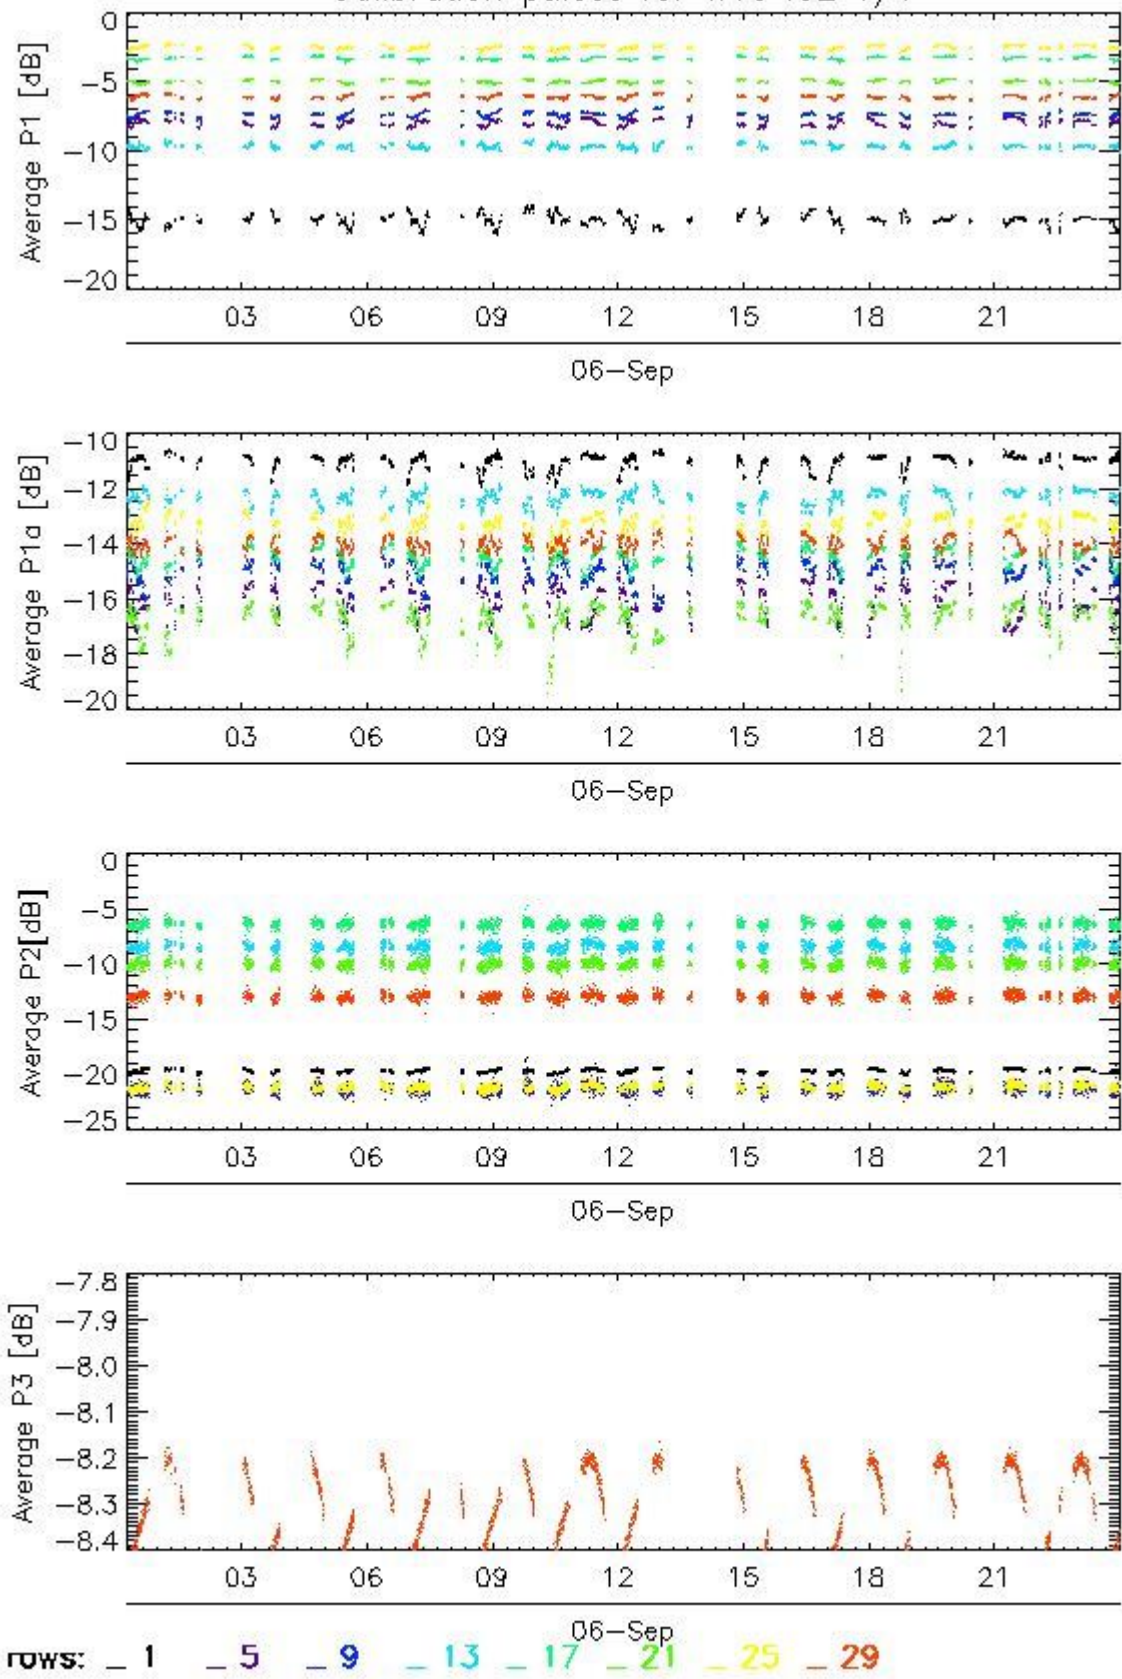 0
−5
−10
−15
−20
Average P1 [dB]
03 06 09 12 15 18 21
06−Sep
−10
−12
−14
−16
−18
−20
Average P1a [dB]
03 06 09 12 15 18 21
06−Sep
0
−5
−10
−15
−20
−25
Average P2[dB]
03 06 09 12 15 18 21
06−Sep
−7.8
−7.9
−8.0
−8.1
−8.2
−8.3
−8.4
Average P3 [dB]
03 06 09 12 15 18 21
06−Sep
rows: _ 1 _ 5 _ 9 _ 13 _ 17 _ 21 _ 25 _ 29